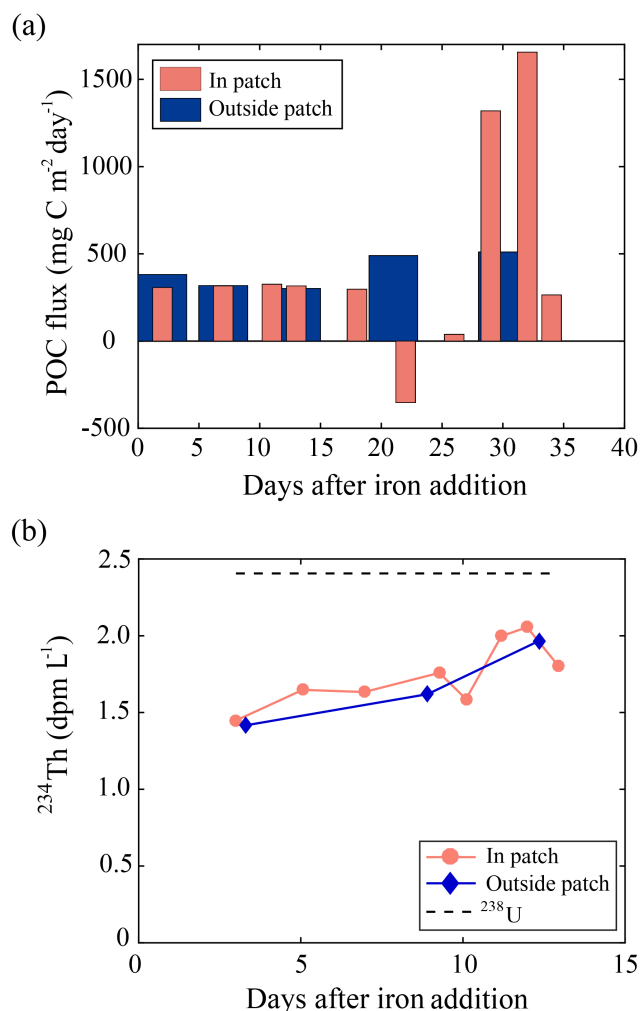 (a)
1500
1000
500
0
-500
POC flux (mg C m⁻² day⁻¹)
In patch
Outside patch
0 5 10 15 20 25 30 35 40
Days after iron addition
(b)
2.5
2.0
1.5
1.0
0.5
0
²³⁴Th (dpm L⁻¹)
In patch
Outside patch
²³⁸U
5 10 15
Days after iron addition